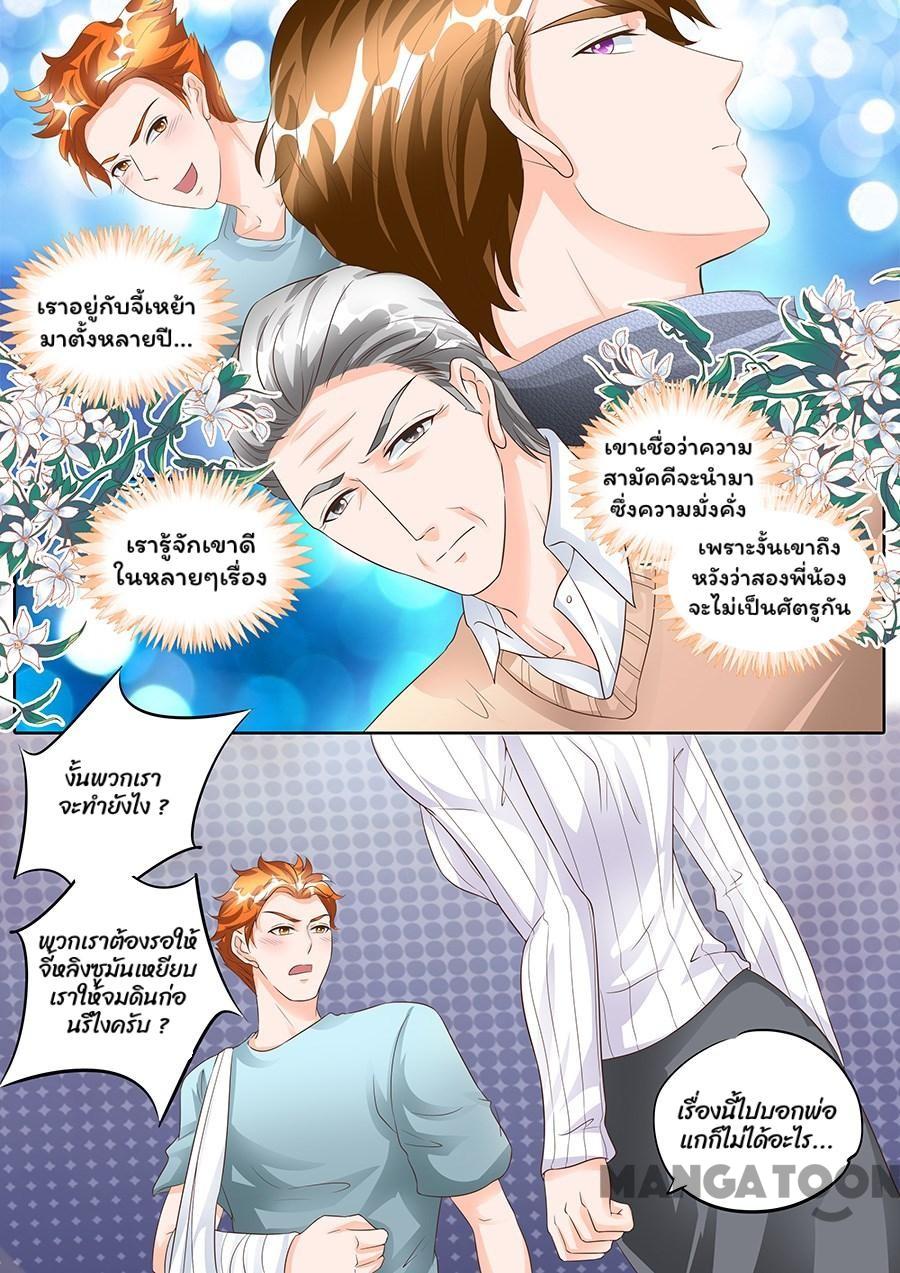 เราอยู่กับจี้เหย้า
มาตั้งหลายปี...
เขาเชื่อว่าความ
สามัคคีจะนำมา
ซึ่งความมั่งคั่ง
เรารู้จักเขาดี
ในหลายๆเรื่อง
เพราะงั้นเขาถึง
หวังว่าสองพี่น้อง
จะไม่เป็นศัตรูกัน
งั้นพวกเรา
จะทำยังไง ?
พวกเราต้องรอให้
จี้หลิงซูมันเหยียบ
เราให้จมดินก่อ
นรึไงครับ ?
เรื่องนี้ไปบอกพ่อ
แกก็ไม่ได้อะไร...
MANGATOON